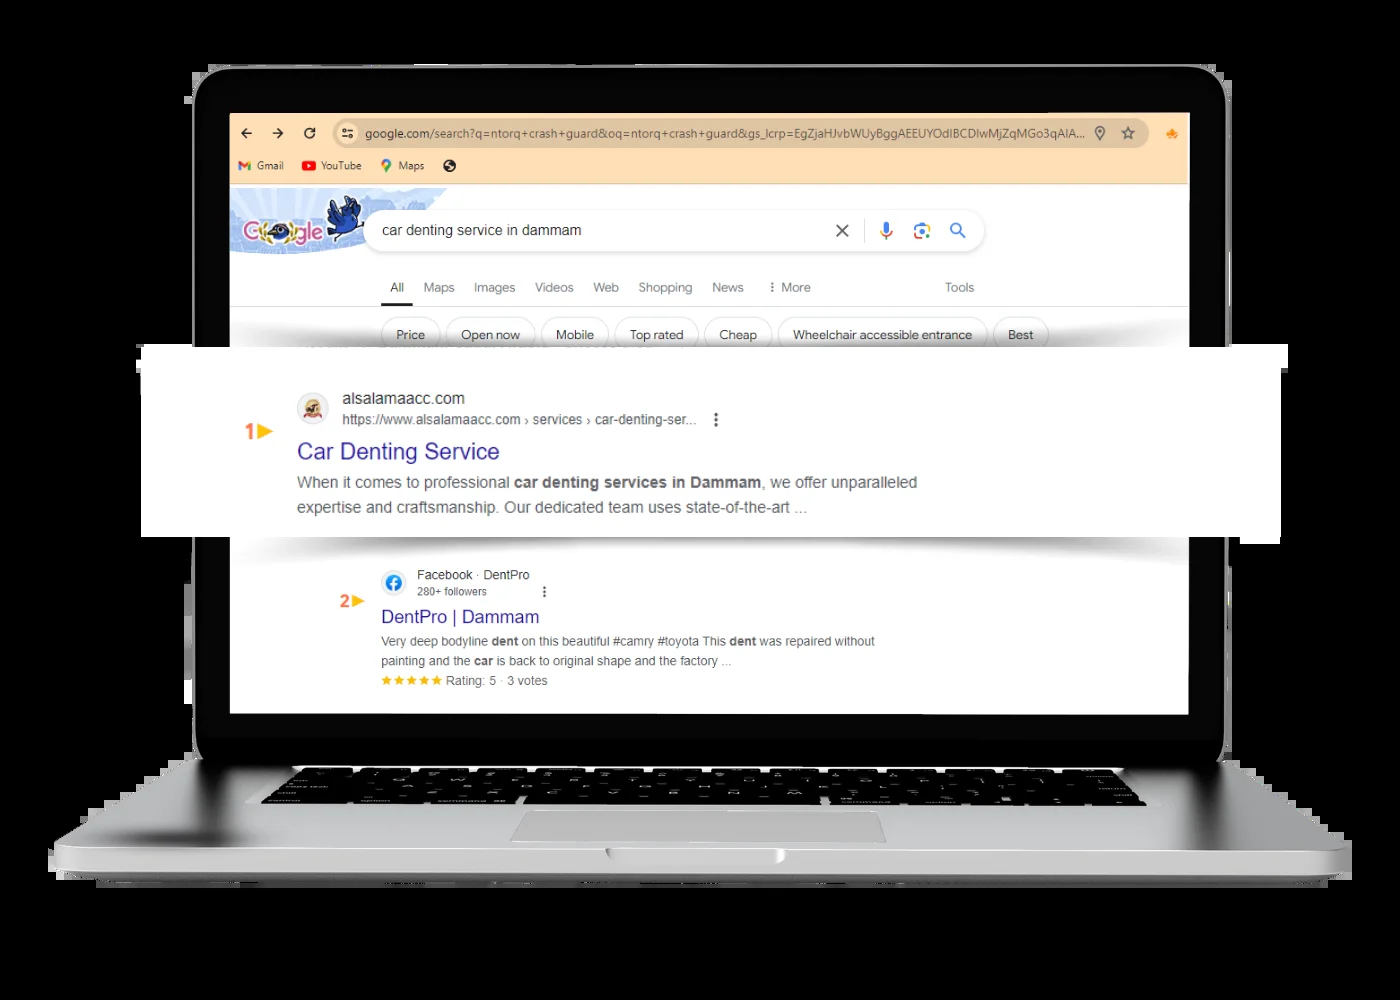 google.com/search?q=ntorq+crash+guard&oq=ntorq+crash+guard&gs_lcrp=EgZjaHJvbWUyBggAEEUYOdIBCDIwMjZqMGo3qAIA...
Gmail YouTube Maps
Google
car denting service in dammam
All Maps Images Videos Web Shopping News More Tools
Price Open now Mobile Top rated Cheap Wheelchair accessible entrance Best
alsalamaacc.com
https://www.alsalamaacc.com › services › car-denting-ser...
1
Car Denting Service
When it comes to professional car denting services in Dammam, we offer unparalleled
expertise and craftsmanship. Our dedicated team uses state-of-the-art ...
Facebook · DentPro
280+ followers
2
DentPro | Dammam
Very deep bodyline dent on this beautiful #camry #toyota This dent was repaired without
painting and the car is back to original shape and the factory ...
Rating: 5 · 3 votes